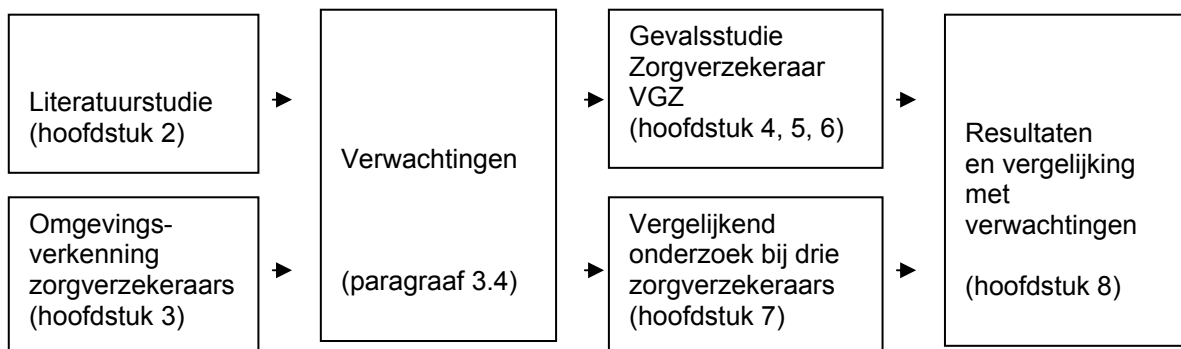 Literatuurstudie
(hoofdstuk 2)
Omgevings-
verkenning
zorgverzekeraars
(hoofdstuk 3)
Verwachtingen
(paragraaf 3.4)
Gevalsstudie
Zorgverzekeraar
VGZ
(hoofdstuk 4, 5, 6)
Vergelijkend
onderzoek bij drie
zorgverzekeraars
(hoofdstuk 7)
Resultaten
en vergelijking
met
verwachtingen
(hoofdstuk 8)